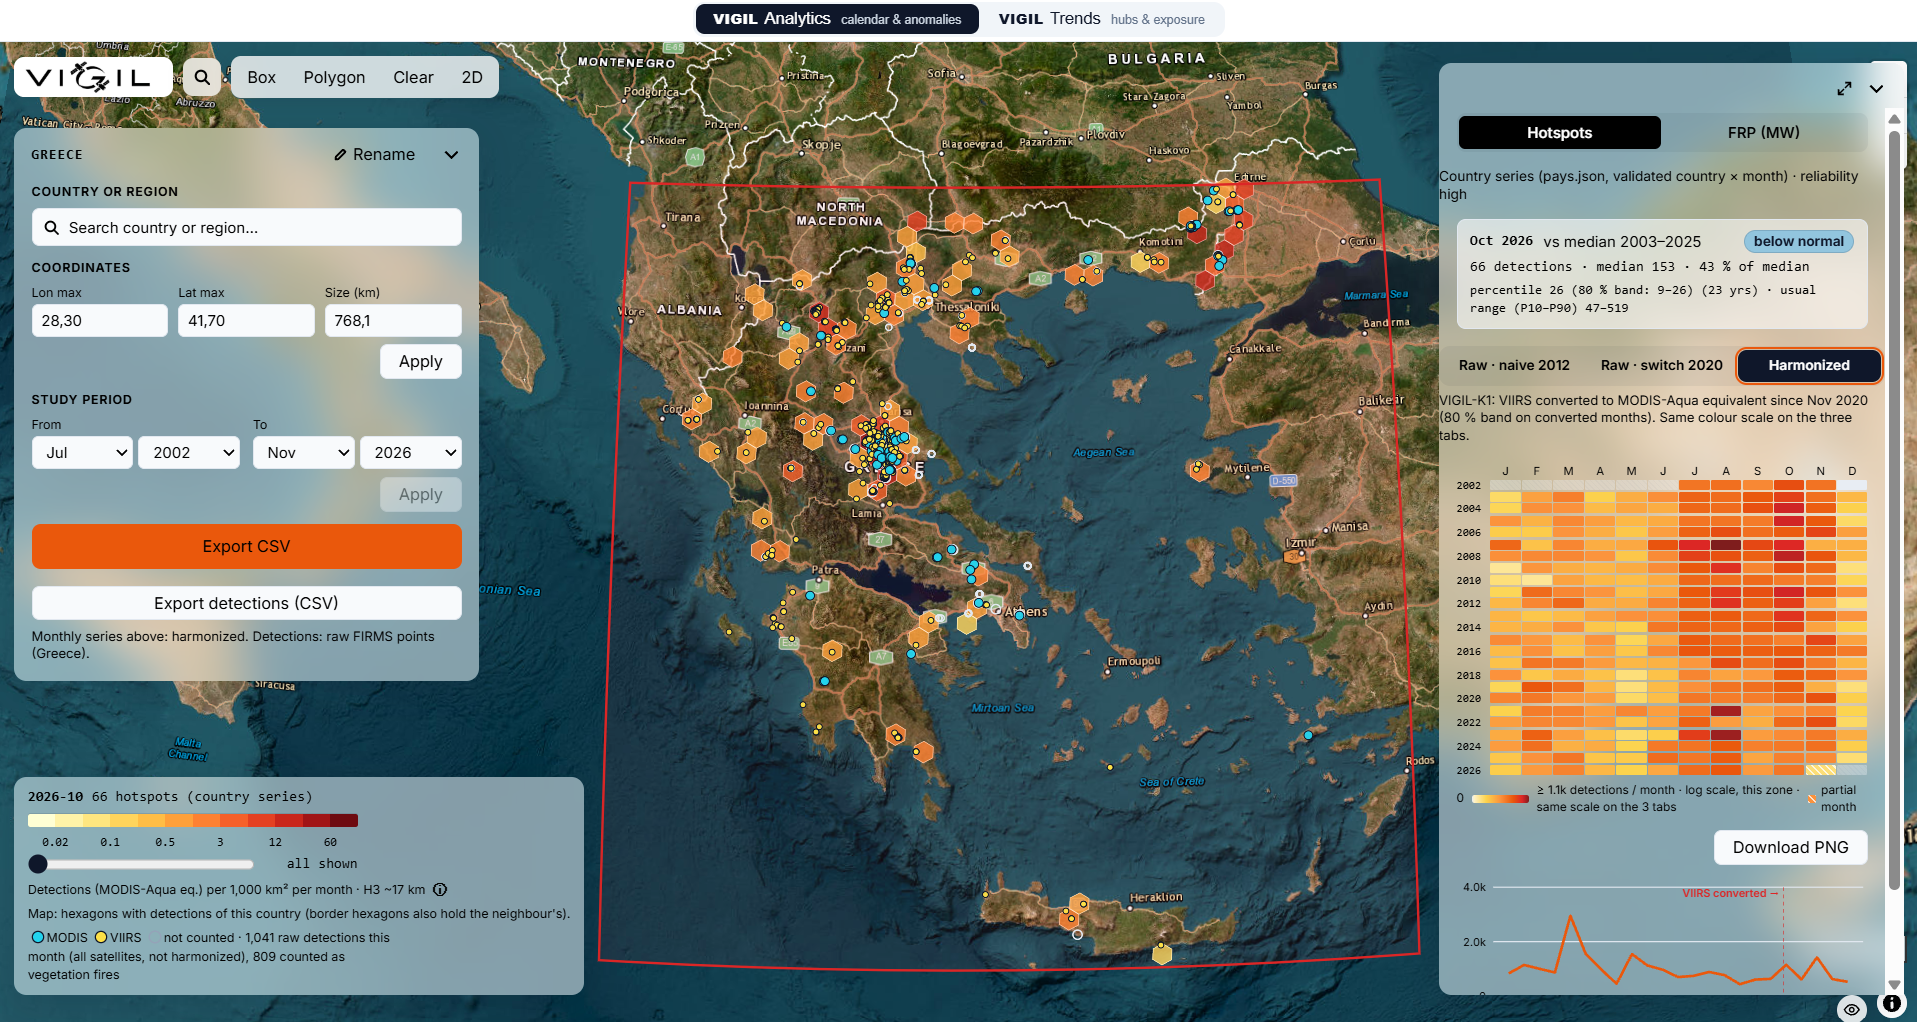 VIGIL Analytics calendar & anomalies
VIGIL Trends hubs & exposure
VIGIL
Box
Polygon
Clear
2D
GREECE
Rename
COUNTRY OR REGION
Search country or region...
COORDINATES
Lon max
Lat max
Size (km)
28,30
41,70
768,1
Apply
STUDY PERIOD
From
To
Jul
2002
Nov
2026
Apply
Export CSV
Export detections (CSV)
Monthly series above: harmonized. Detections: raw FIRMS points
(Greece).
2026-10 66 hotspots (country series)
0.02
0.1
0.5
3
12
60
all shown
Detections (MODIS-Aqua eq.) per 1,000 km² per month · H3 ~17 km
Map: hexagons with detections of this country (border hexagons also hold the neighbour's).
MODIS VIIRS not counted · 1,041 raw detections this
month (all satellites, not harmonized), 809 counted as
vegetation fires
Umbria
Lazio
Abruzzo
Vatican City
Siracusa
Malta
Channel
onian Sea
MONTENEGRO
Podgorica
Pristina
Prizren
Shkoder
A1
Skopje
Sofia
BULGARIA
Sliven
Burgas
Stara Zagora
Yambol
Plovdiv
Pazardzhik
Blagoevgrad
Haskovo
Edirne
Tirana
NORTH
MACEDONIA
Komotini
Corlu
A2
Marmara Sea
Bandirma
Canakkale
Vlore
ALBANIA
Thessaloniki
zani
Balikesir
Ioannina
A2
sa
Aegean Sea
Mytilene
D-550
Lamia
27
Manisa
Izmir
Patra
Athens
Aydin
A7
Ermoupoli
Mirtoan Sea
Sea of Crete
Rodos
Heraklion
Hotspots
FRP (MW)
Country series (pays.json, validated country × month) · reliability
high
Oct 2026 vs median 2003–2025
below normal
66 detections · median 153 · 43 % of median
percentile 26 (80 % band: 9–26) (23 yrs) · usual
range (P10–P90) 47–519
Raw · naive 2012
Raw · switch 2020
Harmonized
VIGIL-K1: VIIRS converted to MODIS-Aqua equivalent since Nov 2020
(80 % band on converted months). Same colour scale on the three
tabs.
J F M A M J J A S O N D
2002
2004
2006
2008
2010
2012
2014
2016
2018
2020
2022
2024
2026
0
≥ 1.1k detections / month · log scale, this zone ·
same scale on the 3 tabs
partial
month
Download PNG
4.0k
VIIRS converted →
2.0k